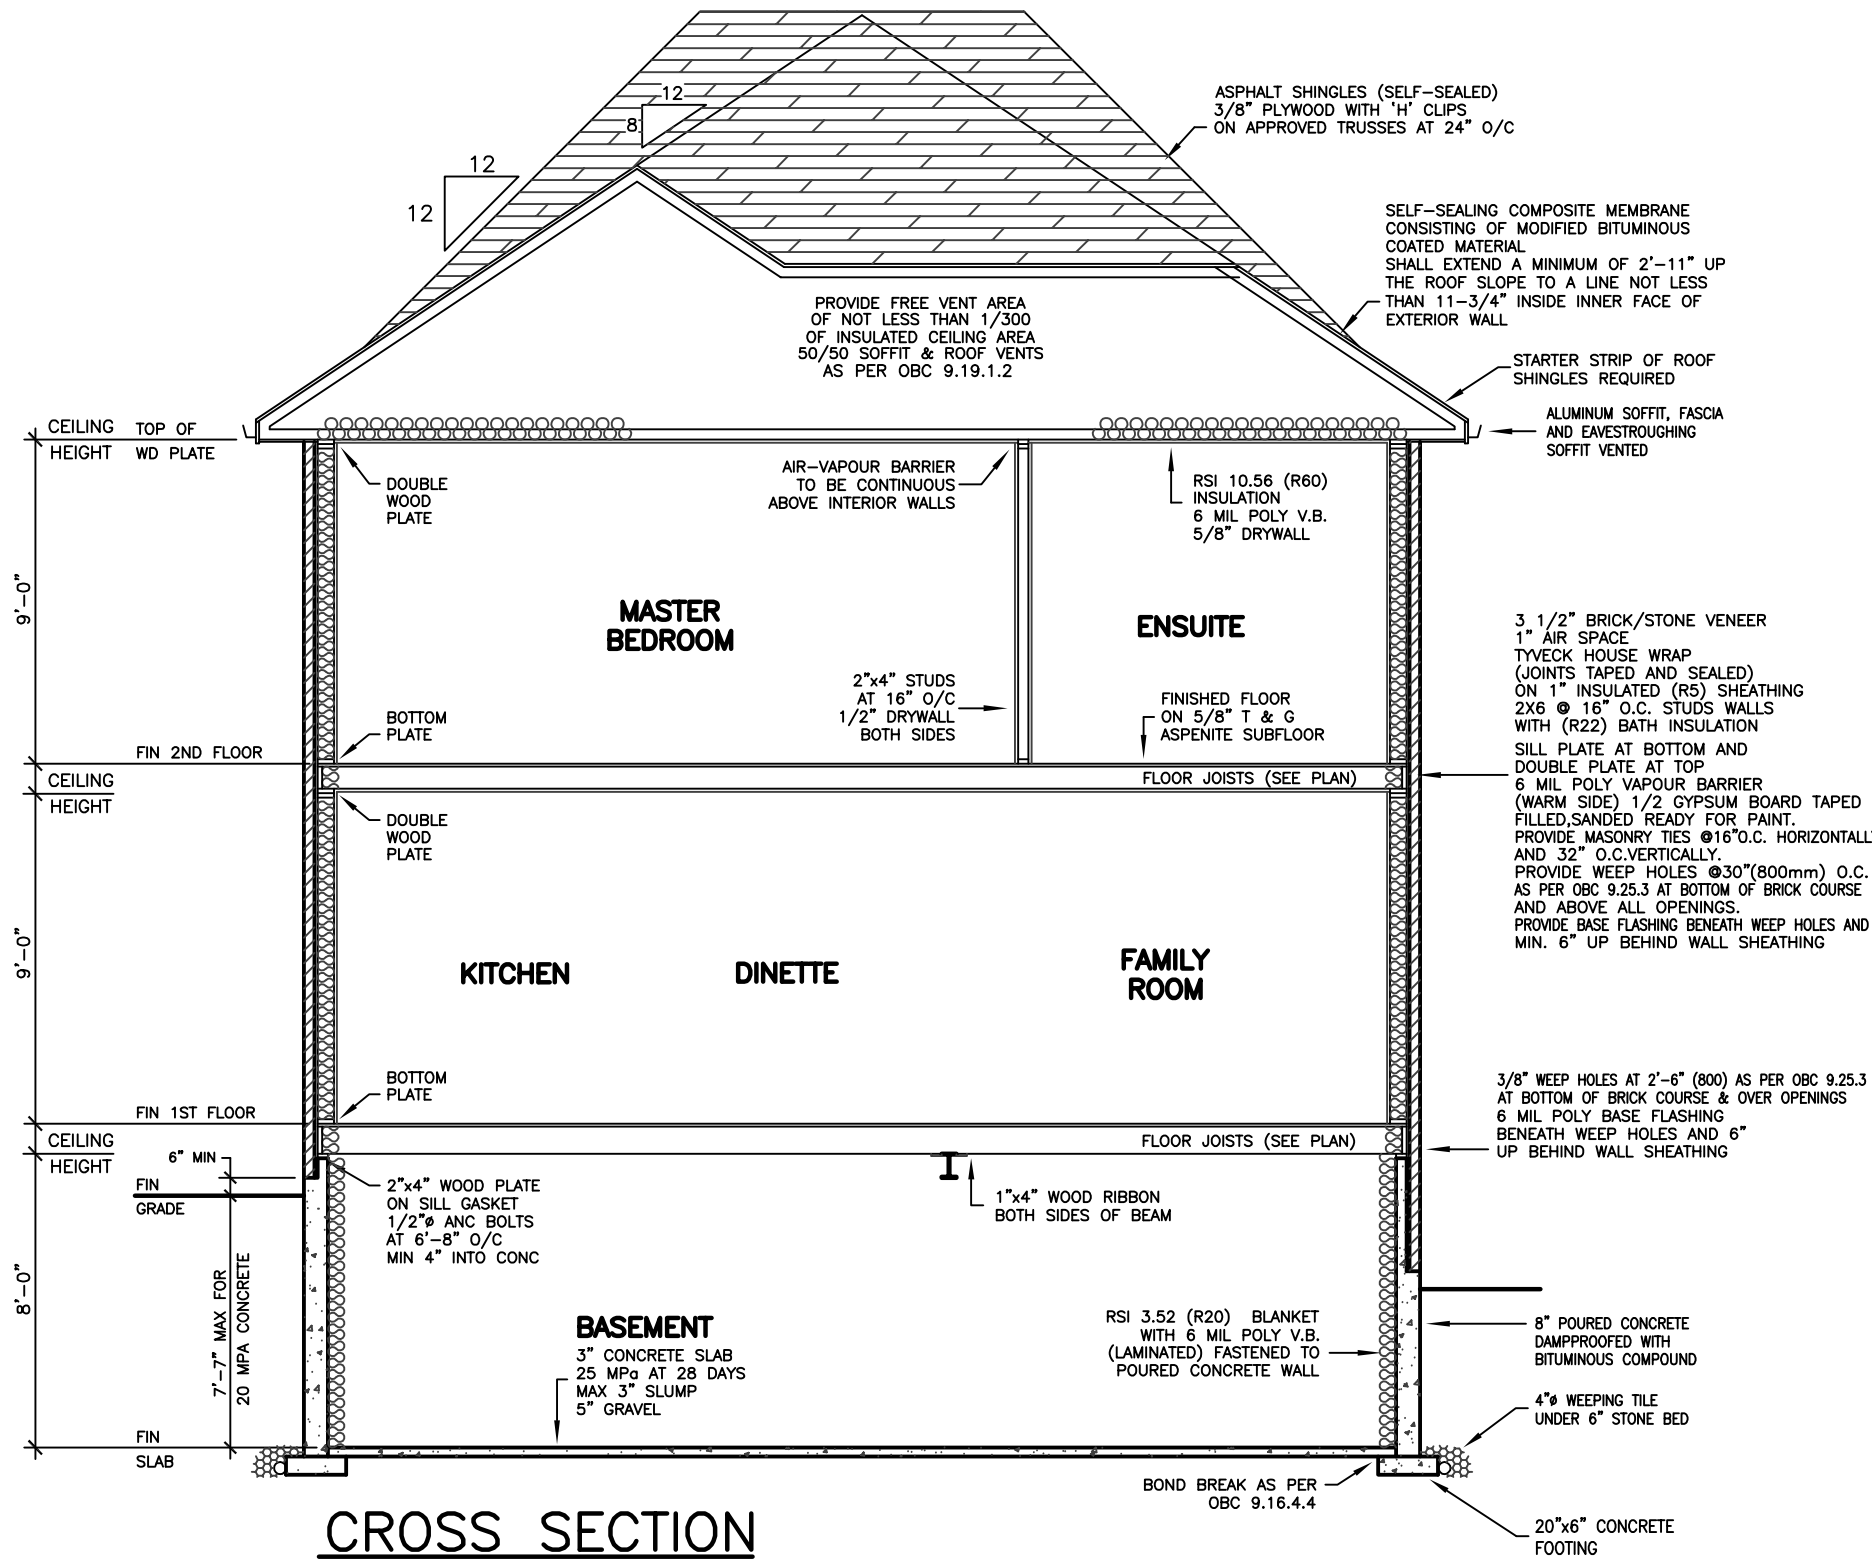 12
8
12
12
ASPHALT SHINGLES (SELF-SEALED)
3/8" PLYWOOD WITH 'H' CLIPS
ON APPROVED TRUSSES AT 24" O/C
SELF-SEALING COMPOSITE MEMBRANE
CONSISTING OF MODIFIED BITUMINOUS
COATED MATERIAL
SHALL EXTEND A MINIMUM OF 2'-11" UP
THE ROOF SLOPE TO A LINE NOT LESS
THAN 11-3/4" INSIDE INNER FACE OF
EXTERIOR WALL
PROVIDE FREE VENT AREA
OF NOT LESS THAN 1/300
OF INSULATED CEILING AREA
50/50 SOFFIT & ROOF VENTS
AS PER OBC 9.19.1.2
STARTER STRIP OF ROOF
SHINGLES REQUIRED
ALUMINUM SOFFIT, FASCIA
AND EAVESTROUGHING
SOFFIT VENTED
CEILING
HEIGHT
TOP OF
WD PLATE
DOUBLE
WOOD
PLATE
AIR-VAPOUR BARRIER
TO BE CONTINUOUS
ABOVE INTERIOR WALLS
RSI 10.56 (R60)
INSULATION
6 MIL POLY V.B.
5/8" DRYWALL
9'-0"
MASTER
BEDROOM
ENSUITE
2"x4" STUDS
AT 16" O/C
1/2" DRYWALL
BOTH SIDES
FINISHED FLOOR
ON 5/8" T & G
ASPENITE SUBFLOOR
BOTTOM
PLATE
FIN 2ND FLOOR
CEILING
HEIGHT
FLOOR JOISTS (SEE PLAN)
3 1/2" BRICK/STONE VENEER
1" AIR SPACE
TYVECK HOUSE WRAP
(JOINTS TAPED AND SEALED)
ON 1" INSULATED (R5) SHEATHING
2X6 @ 16" O.C. STUDS WALLS
WITH (R22) BATH INSULATION
SILL PLATE AT BOTTOM AND
DOUBLE PLATE AT TOP
6 MIL POLY VAPOUR BARRIER
(WARM SIDE) 1/2 GYPSUM BOARD TAPED
FILLED,SANDED READY FOR PAINT.
PROVIDE MASONRY TIES @16"O.C. HORIZONTALLY
AND 32" O.C.VERTICALLY.
PROVIDE WEEP HOLES @30"(800mm) O.C.
AS PER OBC 9.25.3 AT BOTTOM OF BRICK COURSE
AND ABOVE ALL OPENINGS.
PROVIDE BASE FLASHING BENEATH WEEP HOLES AND
MIN. 6" UP BEHIND WALL SHEATHING
DOUBLE
WOOD
PLATE
9'-0"
KITCHEN
DINETTE
FAMILY
ROOM
BOTTOM
PLATE
FIN 1ST FLOOR
CEILING
HEIGHT
FLOOR JOISTS (SEE PLAN)
3/8" WEEP HOLES AT 2'-6" (800) AS PER OBC 9.25.3
AT BOTTOM OF BRICK COURSE & OVER OPENINGS
6 MIL POLY BASE FLASHING
BENEATH WEEP HOLES AND 6"
UP BEHIND WALL SHEATHING
6" MIN
FIN
GRADE
2"x4" WOOD PLATE
ON SILL GASKET
1/2"ø ANC BOLTS
AT 6'-8" O/C
MIN 4" INTO CONC
1"x4" WOOD RIBBON
BOTH SIDES OF BEAM
8'-0"
7'-7" MAX FOR
20 MPA CONCRETE
BASEMENT
3" CONCRETE SLAB
25 MPa AT 28 DAYS
MAX 3" SLUMP
5" GRAVEL
RSI 3.52 (R20) BLANKET
WITH 6 MIL POLY V.B.
(LAMINATED) FASTENED TO
POURED CONCRETE WALL
8" POURED CONCRETE
DAMPPROOFED WITH
BITUMINOUS COMPOUND
4"ø WEEPING TILE
UNDER 6" STONE BED
FIN
SLAB
BOND BREAK AS PER
OBC 9.16.4.4
20"x6" CONCRETE
FOOTING
CROSS SECTION